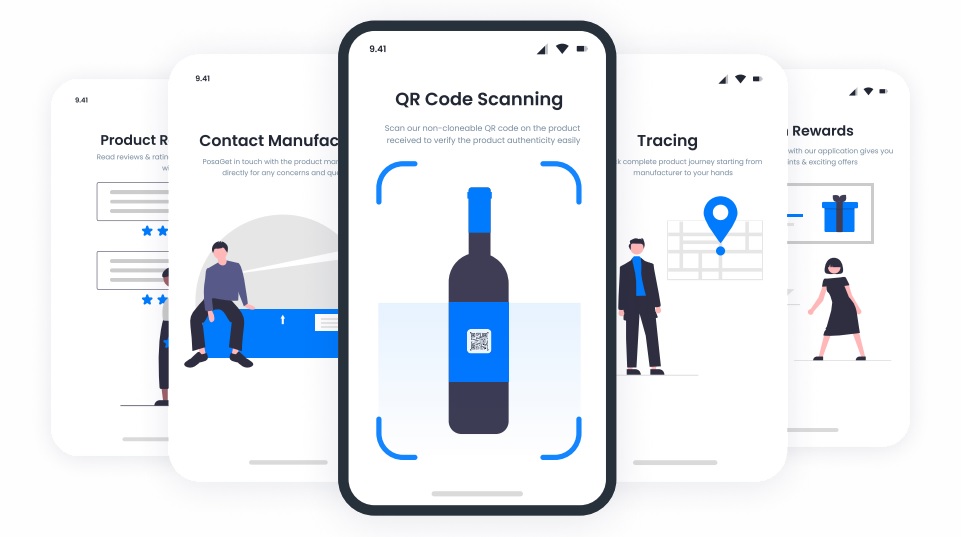 9.41
Product R
Read reviews & ratin
wi
9.41
Contact Manufac
PosaGet in touch with the product man
directly for any concerns and que
9.41
QR Code Scanning
Scan our non-cloneable QR code on the product
received to verify the product authenticity easily
Tracing
k complete product journey starting from
manufacturer to your hands
Rewards
with our application gives you
ints & exciting offers